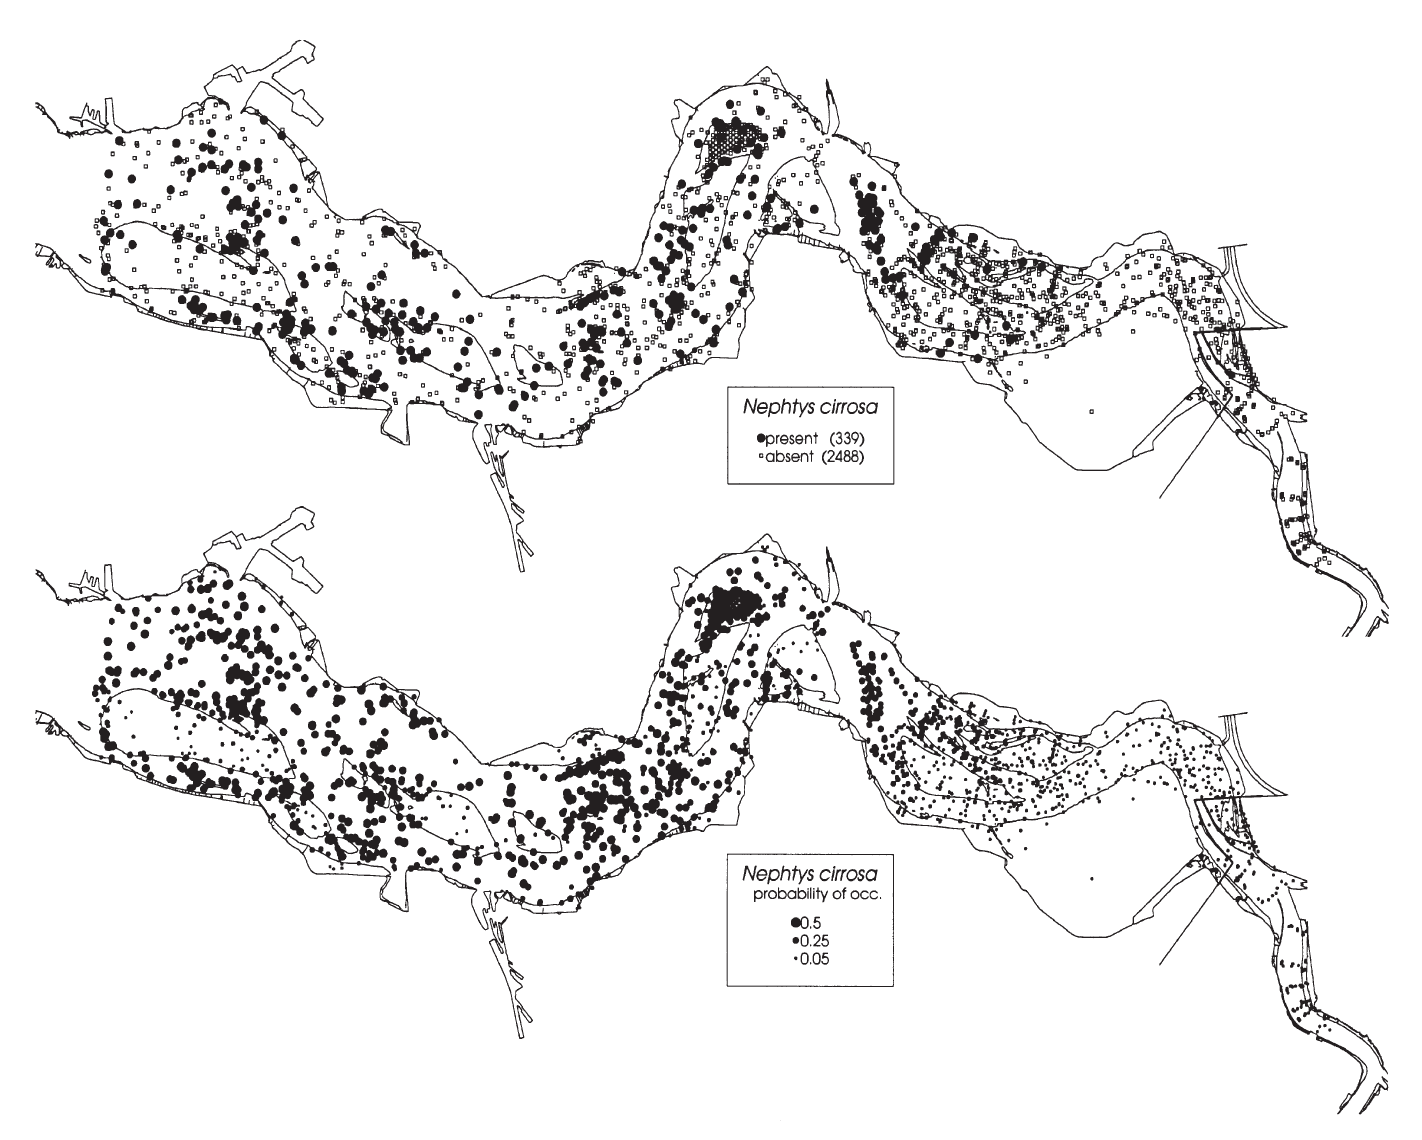 Nephtys cirrosa
●present (339)
▫absent (2488)
Nephtys cirrosa
probability of occ.
●0.5
●0.25
•0.05